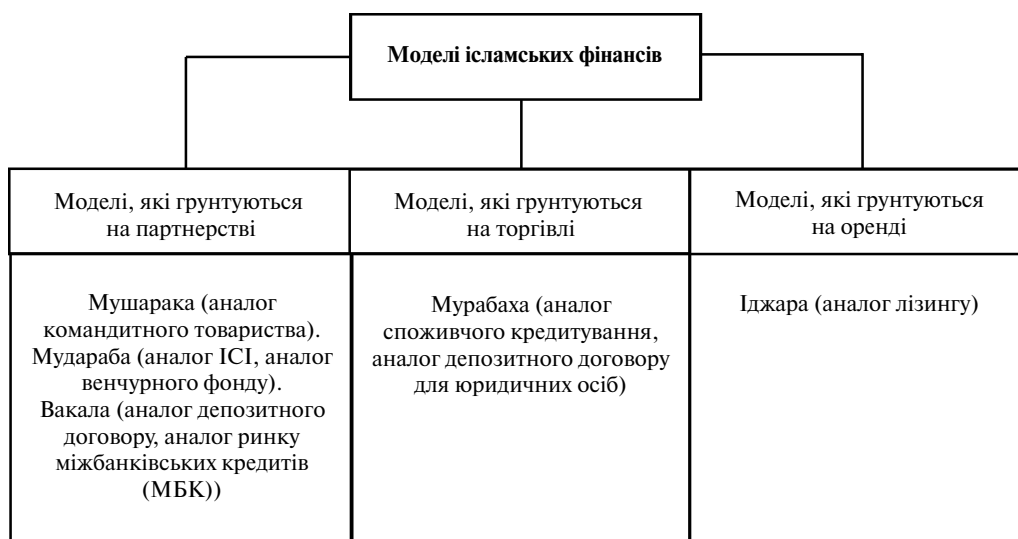 Моделі ісламських фінансів
Моделі, які грунтуються
на партнерстві
Моделі, які грунтуються
на торгівлі
Моделі, які грунтуються
на оренді
Мушарака (аналог
командитного товариства).
Мудараба (аналог ІСІ, аналог
венчурного фонду).
Вакала (аналог депозитного
договору, аналог ринку
міжбанківських кредитів
(МБК))
Мурабаха (аналог
споживчого кредитування,
аналог депозитного договору
для юридичних осіб)
Іджара (аналог лізингу)